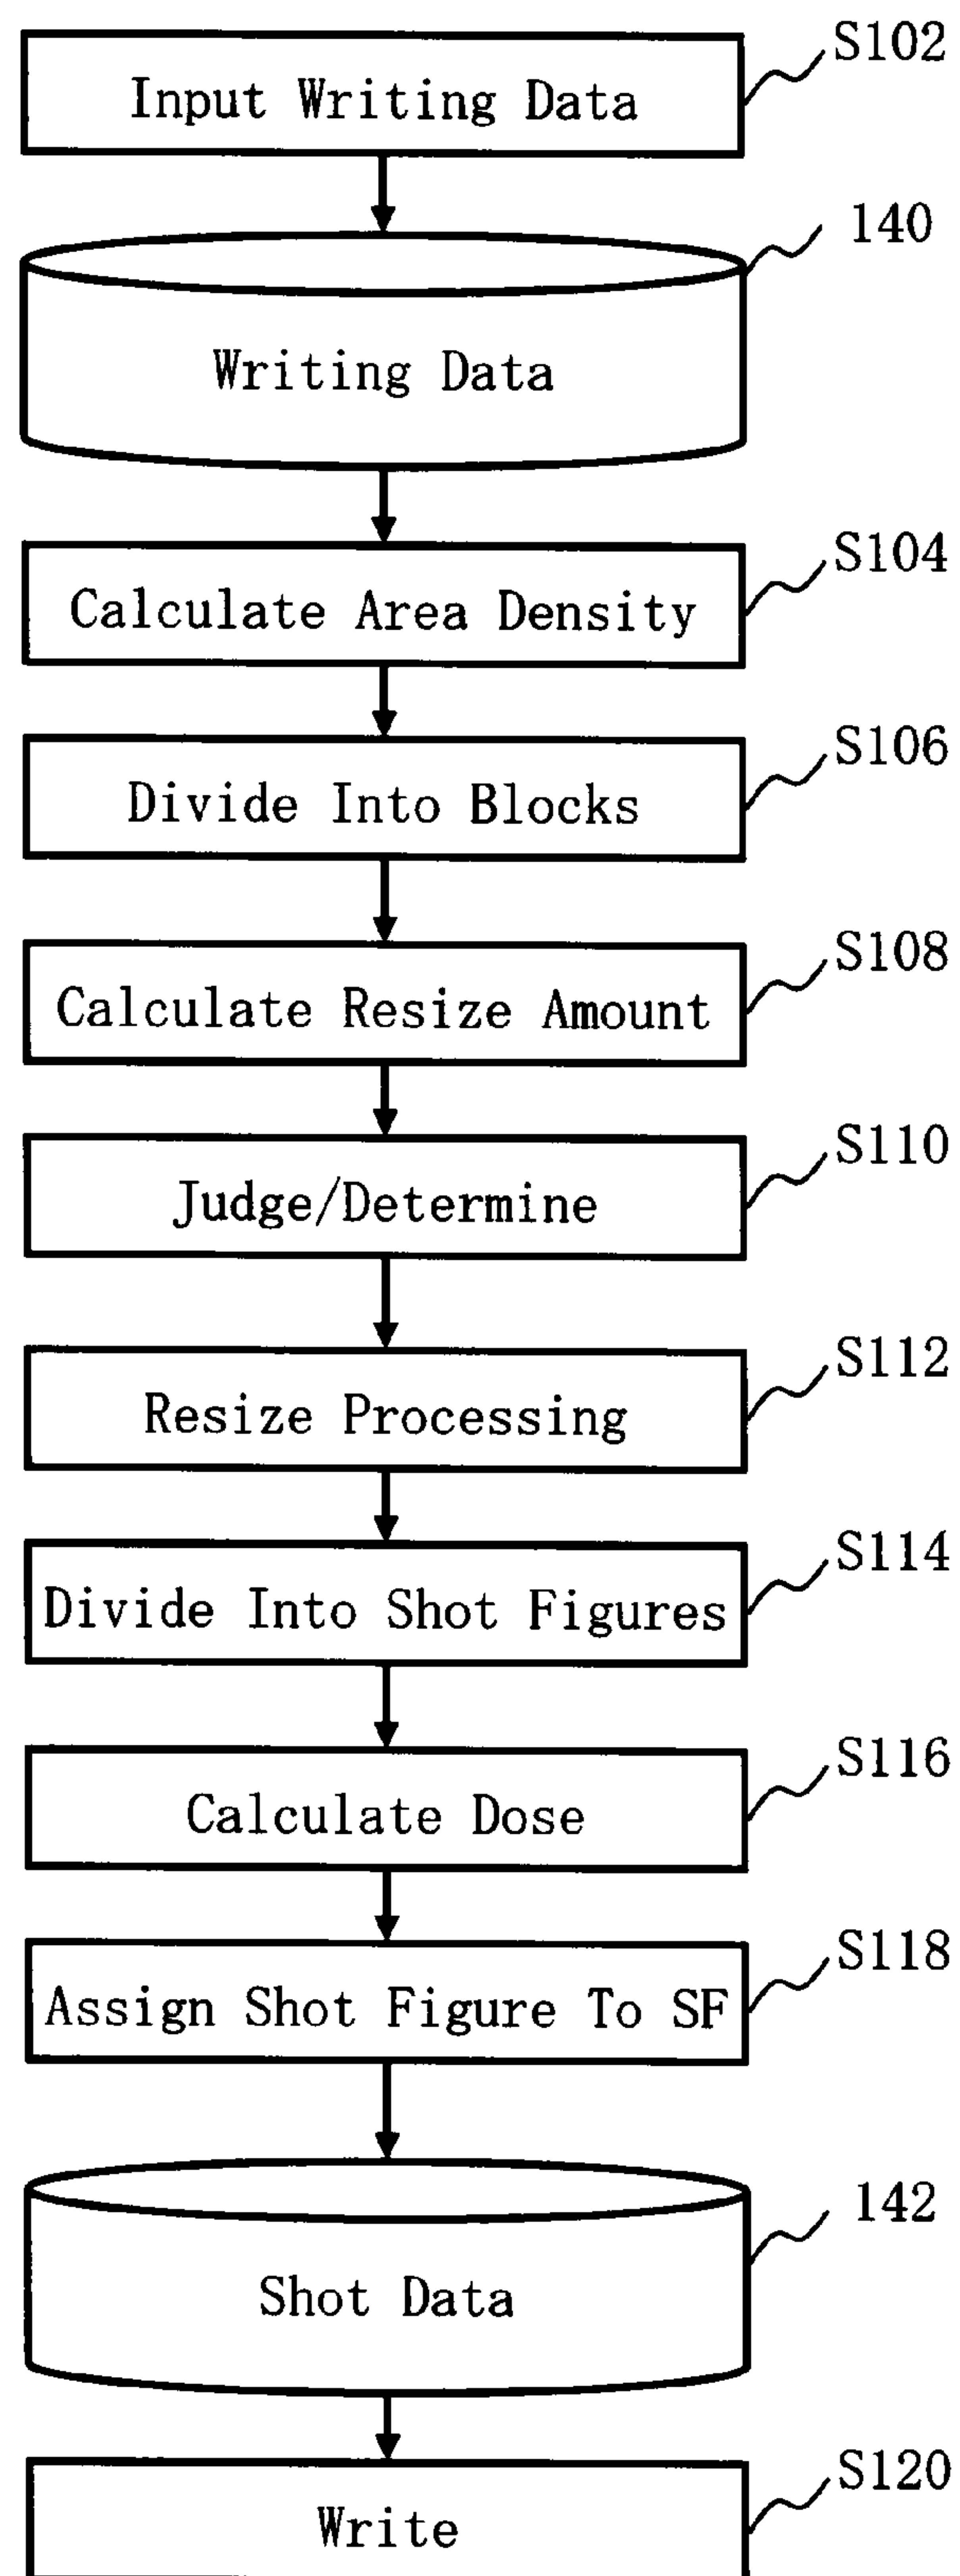 S102
Input Writing Data
140
Writing Data
S104
Calculate Area Density
S106
Divide Into Blocks
S108
Calculate Resize Amount
S110
Judge/Determine
S112
Resize Processing
S114
Divide Into Shot Figures
S116
Calculate Dose
S118
Assign Shot Figure To SF
142
Shot Data
S120
Write